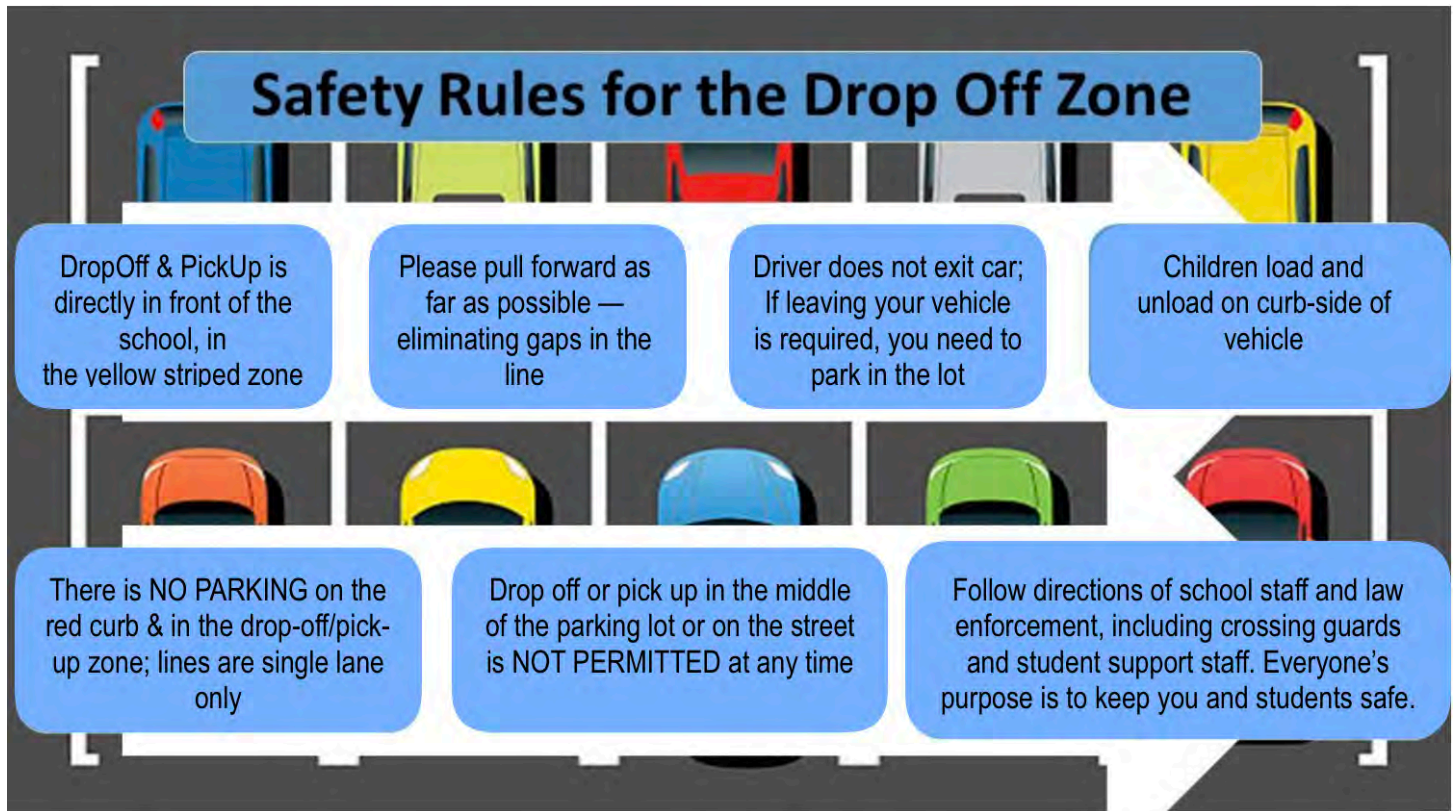 Safety Rules for the Drop Off Zone
DropOff & PickUp is
directly in front of the
school, in
the yellow striped zone
Please pull forward as
far as possible —
eliminating gaps in the
line
Driver does not exit car;
If leaving your vehicle
is required, you need to
park in the lot
Children load and
unload on curb-side of
vehicle
There is NO PARKING on the
red curb & in the drop-off/pick-
up zone; lines are single lane
only
Drop off or pick up in the middle
of the parking lot or on the street
is NOT PERMITTED at any time
Follow directions of school staff and law
enforcement, including crossing guards
and student support staff. Everyone’s
purpose is to keep you and students safe.